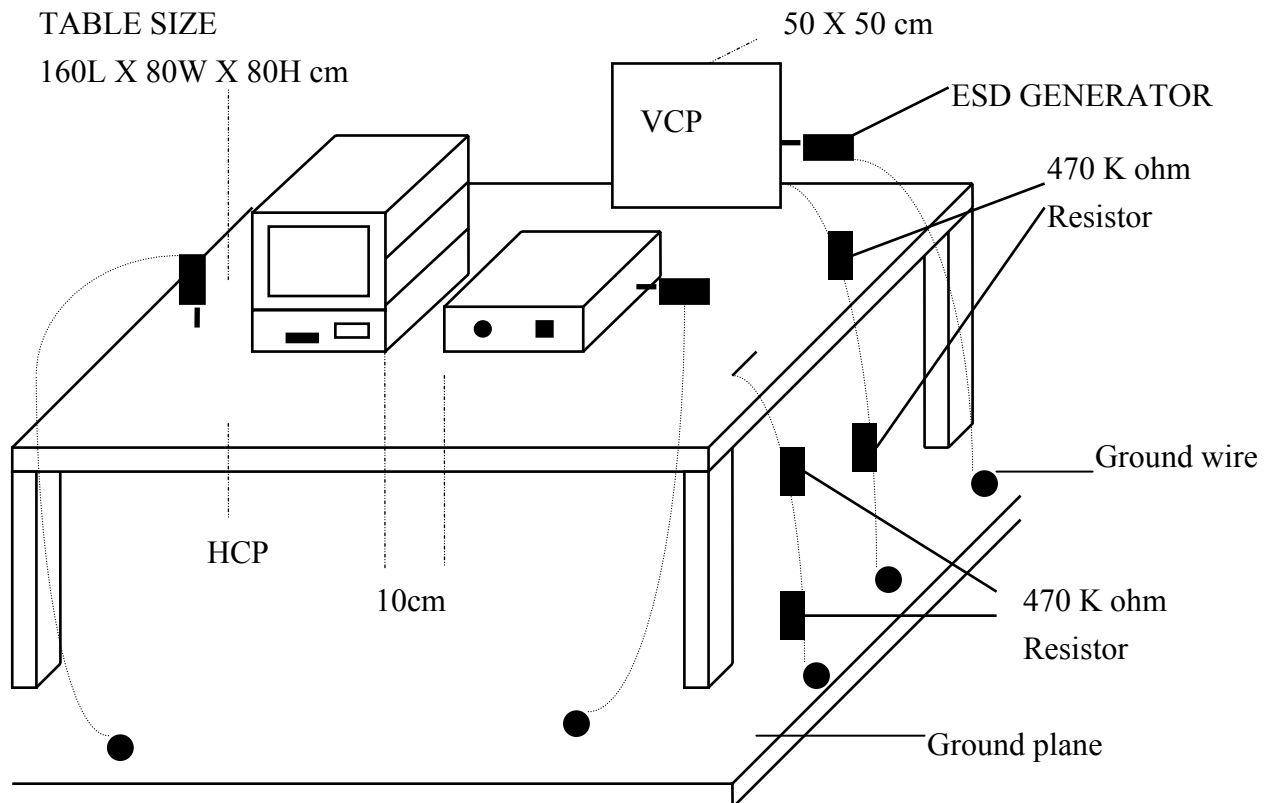 TABLE SIZE
160L X 80W X 80H cm
50 X 50 cm
VCP
ESD GENERATOR
470 K ohm
Resistor
Ground wire
HCP
10cm
470 K ohm
Resistor
Ground plane